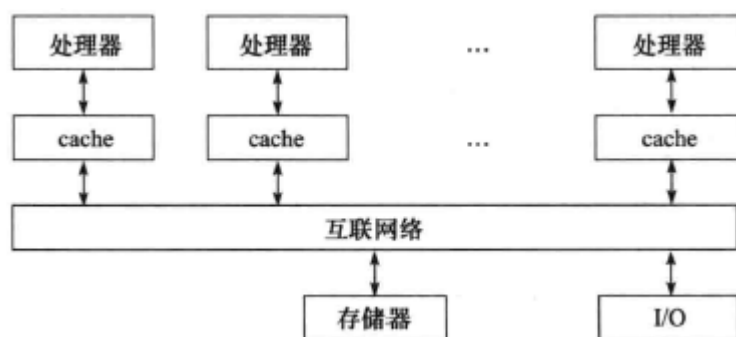 处理器 处理器 … 处理器
cache cache … cache
互联网络
存储器 I/O